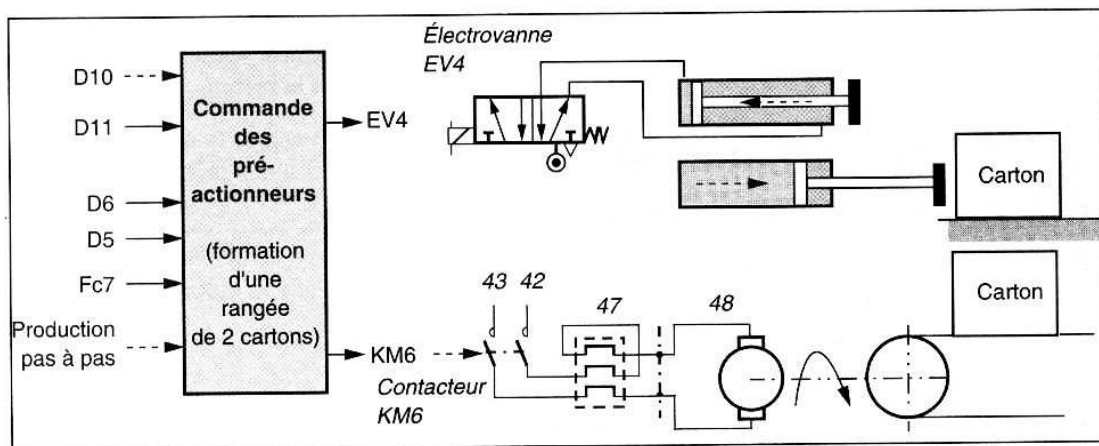 D10
D11
D6
D5
Fc7
Production
pas à pas
Commande
des
pré-
actionneurs
(formation
d'une
rangée
de 2 cartons)
EV4
KM6
Contacteur
KM6
Électrovanne
EV4
43
42
47
48
Carton
Carton